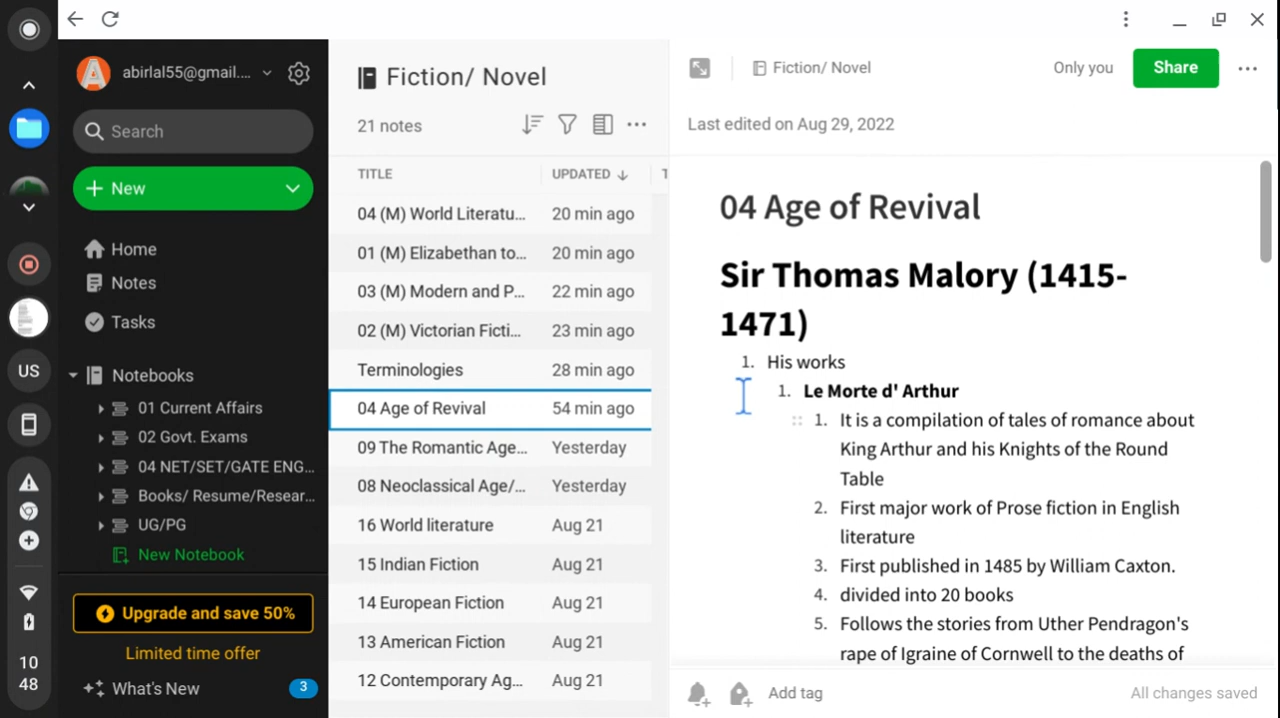 abirlal55@gmail....
Search
New
Home
Notes
Tasks
Notebooks
01 Current Affairs
02 Govt. Exams
04 NET/SET/GATE ENG...
Books/ Resume/Resear...
UG/PG
New Notebook
Upgrade and save 50%
Limited time offer
What's New
3
US
10
48
Fiction/ Novel
21 notes
TITLE UPDATED
04 (M) World Literatu... 20 min ago
01 (M) Elizabethan to... 20 min ago
03 (M) Modern and P... 22 min ago
02 (M) Victorian Ficti... 23 min ago
Terminologies 28 min ago
04 Age of Revival 54 min ago
09 The Romantic Age... Yesterday
08 Neoclassical Age/... Yesterday
16 World literature Aug 21
15 Indian Fiction Aug 21
14 European Fiction Aug 21
13 American Fiction Aug 21
12 Contemporary Ag... Aug 21
Fiction/ Novel
Only you
Share
Last edited on Aug 29, 2022
04 Age of Revival
Sir Thomas Malory (1415-
1471)
1. His works
1. Le Morte d' Arthur
1. It is a compilation of tales of romance about
King Arthur and his Knights of the Round
Table
2. First major work of Prose fiction in English
literature
3. First published in 1485 by William Caxton.
4. divided into 20 books
5. Follows the stories from Uther Pendragon's
rape of Igraine of Cornwell to the deaths of
Add tag
All changes saved